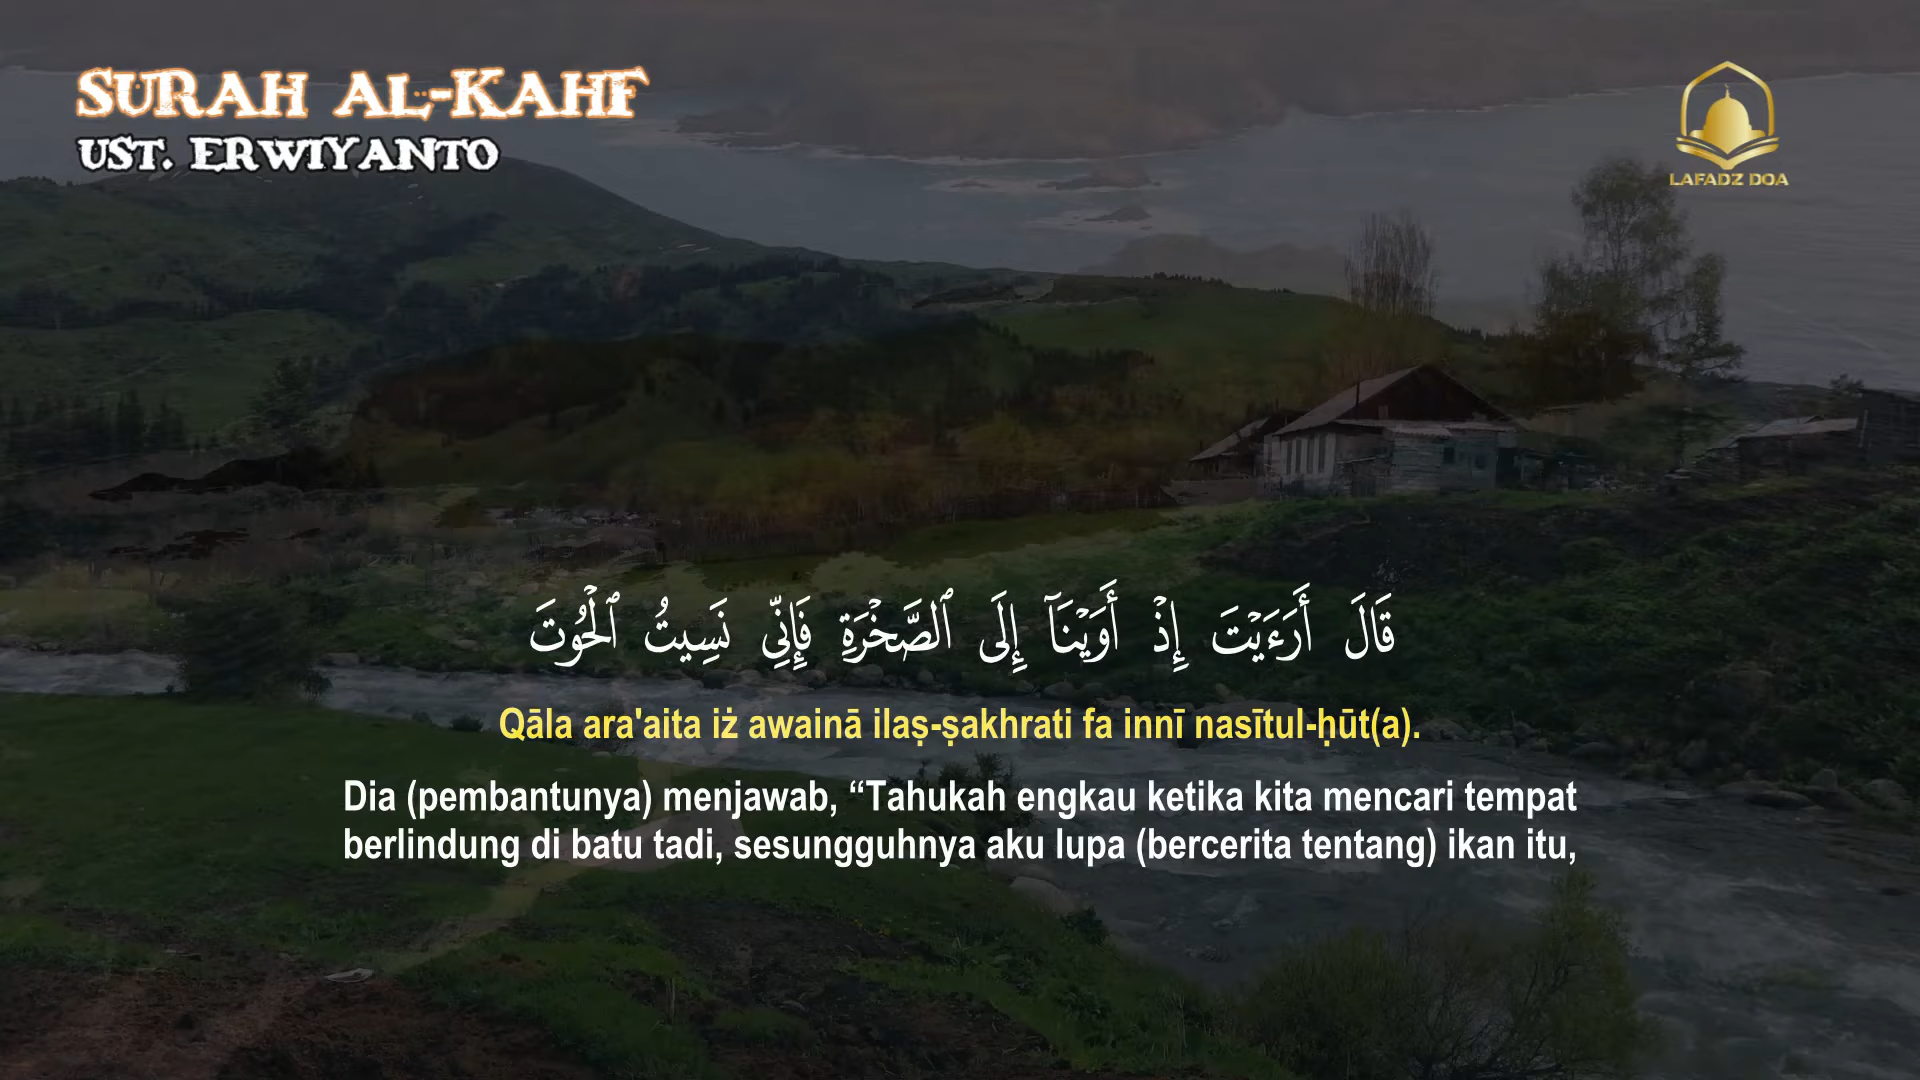 SURAH AL-KAHF
UST. ERWIYANTO
LAFADZ DOA
قَالَ أَرَءَيْتَ إِذْ أَوَيْنَآ إِلَى ٱلصَّخْرَةِ فَإِنِّى نَسِيتُ ٱلْحُوتَ
Qāla ara'aita iż awainā ilaṣ-ṣakhrati fa innī nasītul-ḥūt(a).
Dia (pembantunya) menjawab, “Tahukah engkau ketika kita mencari tempat
berlindung di batu tadi, sesungguhnya aku lupa (bercerita tentang) ikan itu,